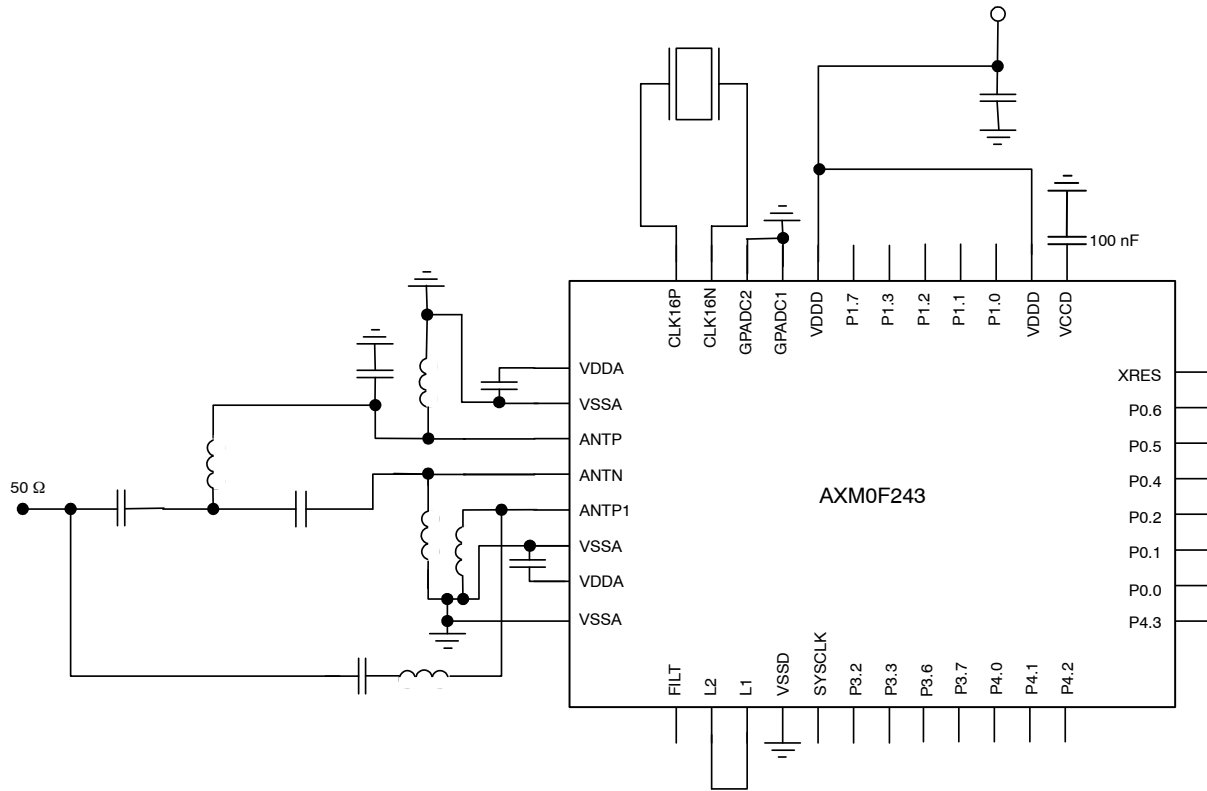 CLK16P
CLK16N
GPADC2
GPADC1
VDDD
P1.7
P1.3
P1.2
P1.1
P1.0
VDDD
VCCD
100 nF
VDDA
VSSA
ANTP
ANTN
ANTP1
VSSA
VDDA
VSSA
50 Ω
AXM0F243
XRES
P0.6
P0.5
P0.4
P0.2
P0.1
P0.0
P4.3
FILT
L2
L1
VSSD
SYSCLK
P3.2
P3.3
P3.6
P3.7
P4.0
P4.1
P4.2